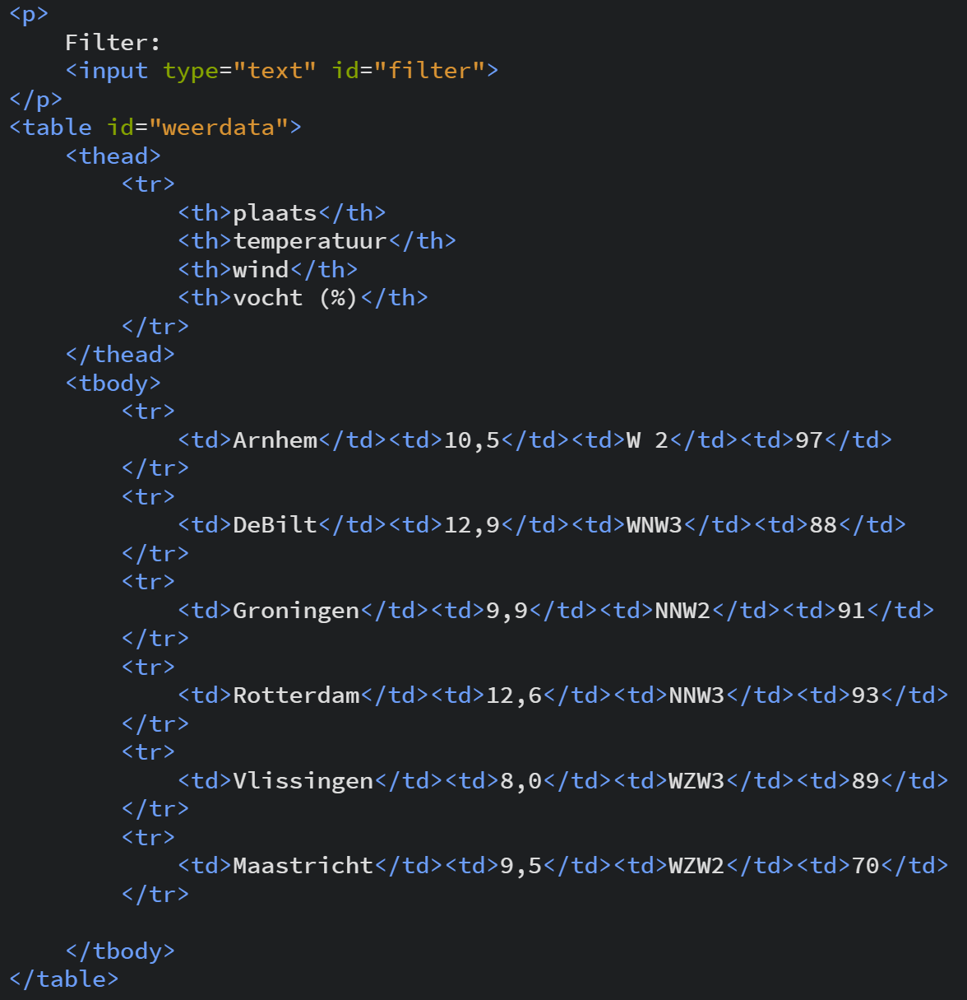 <p>
    Filter:
    <input type="text" id="filter">
</p>
<table id="weerdata">
    <thead>
        <tr>
            <th>plaats</th>
            <th>temperatuur</th>
            <th>wind</th>
            <th>vocht (%)</th>
        </tr>
    </thead>
    <tbody>
        <tr>
            <td>Arnhem</td><td>10,5</td><td>W 2</td><td>97</td>
        </tr>
        <tr>
            <td>DeBilt</td><td>12,9</td><td>WNW3</td><td>88</td>
        </tr>
        <tr>
            <td>Groningen</td><td>9,9</td><td>NNW2</td><td>91</td>
        </tr>
        <tr>
            <td>Rotterdam</td><td>12,6</td><td>NNW3</td><td>93</td>
        </tr>
        <tr>
            <td>Vlissingen</td><td>8,0</td><td>WZW3</td><td>89</td>
        </tr>
        <tr>
            <td>Maastricht</td><td>9,5</td><td>WZW2</td><td>70</td>
        </tr>

    </tbody>
</table>